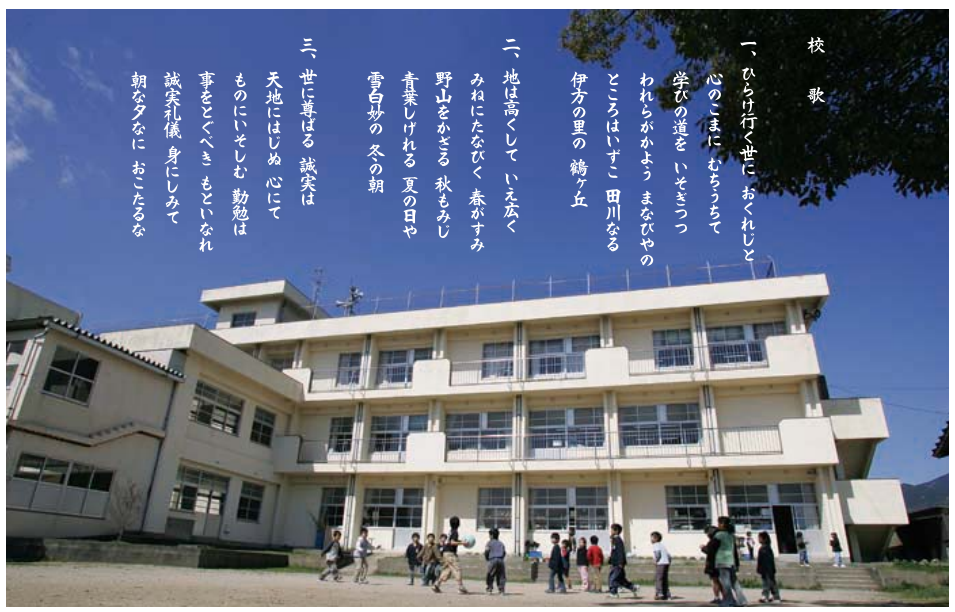 校歌
一、ひらけ行く世に おくれじと
心のこまに むちうちて
学びの道を いそぎつつ
われらがかよう まなびやの
ところはいずこ 田川なる
伊方の里の 鶴ヶ丘
二、地は高くして いえ広く
みねにたなびく 春がすみ
野山をかざる 秋もみじ
青葉しげれる 夏の日や
雪白妙の 冬の朝
三、世に尊ばる 誠実は
天地にはじぬ 心にて
ものにいそしむ 勤勉は
事をとぐべき もといなれ
誠実礼儀 身にしみて
朝な夕なに おこたるな